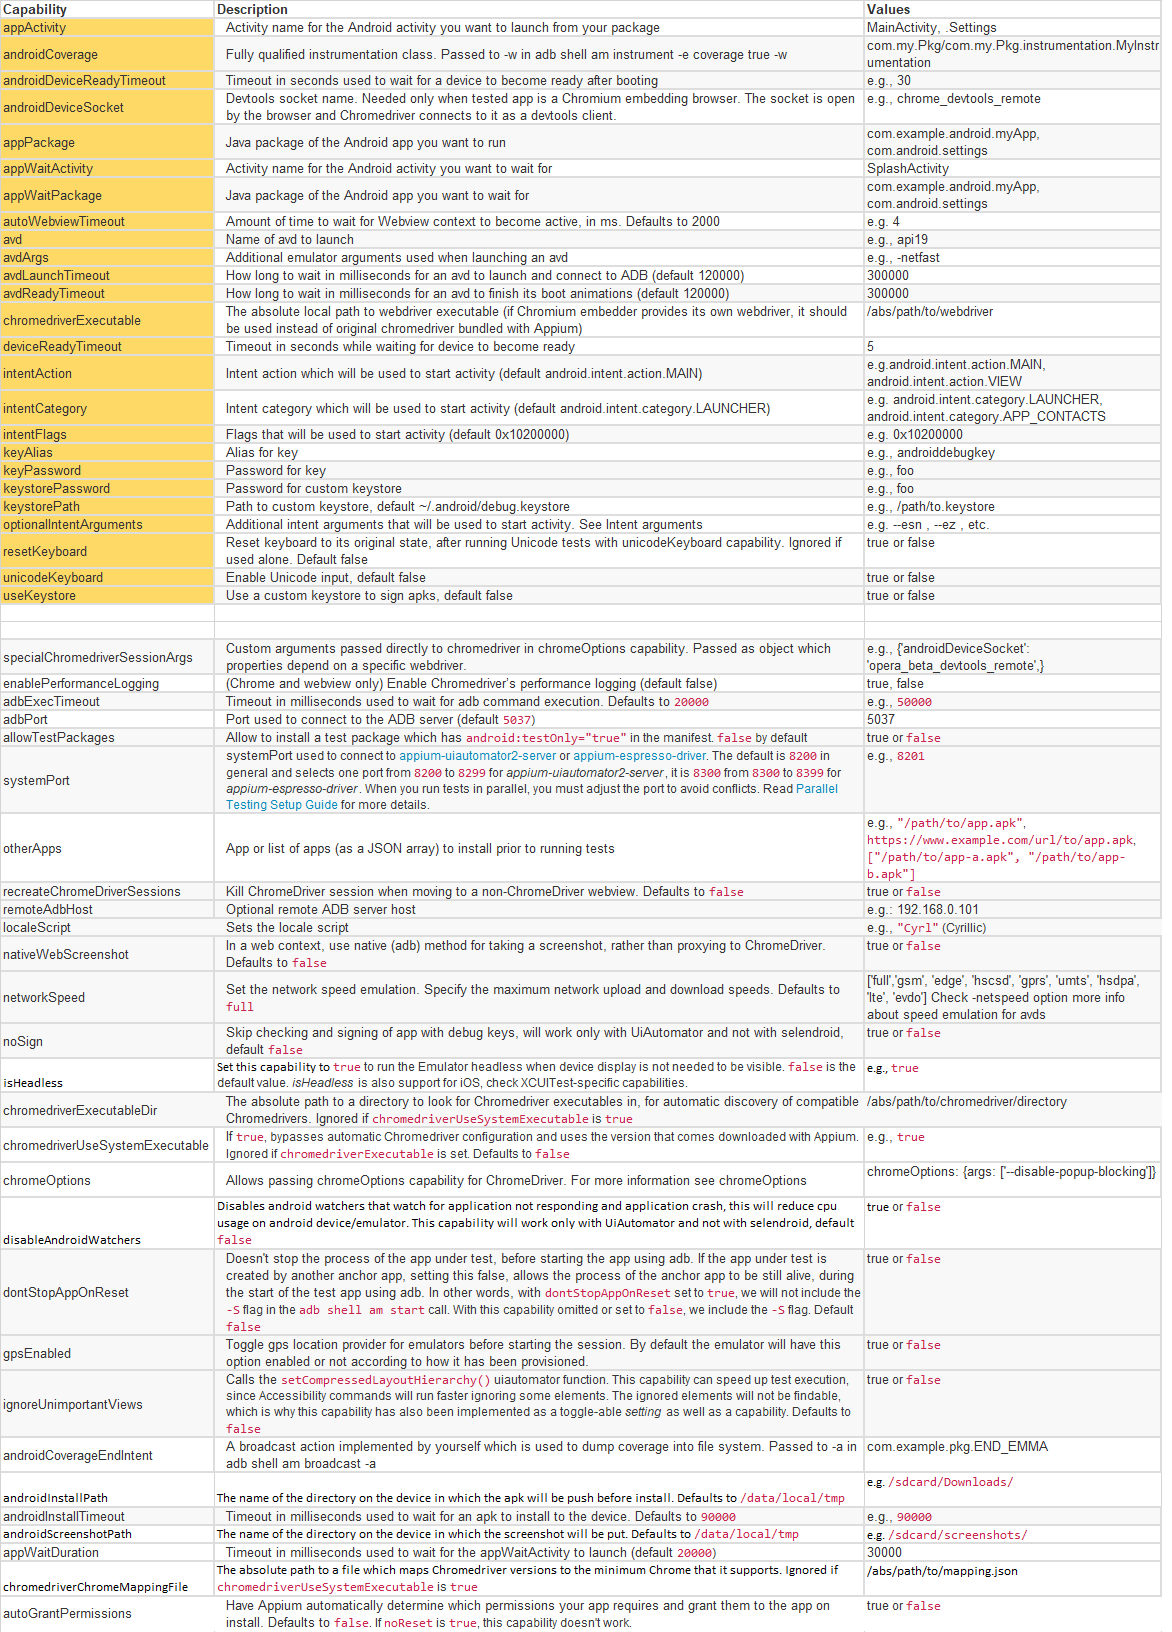 Capability Description Values
appActivity Activity name for the Android activity you want to launch from your package MainActivity, .Settings
androidCoverage Fully qualified instrumentation class. Passed to -w in adb shell am instrument -e coverage true -w com.my.Pkg/com.my.Pkg.instrumentation.MyInstr
umentation
androidDeviceReadyTimeout Timeout in seconds used to wait for a device to become ready after booting e.g., 30
androidDeviceSocket Devtools socket name. Needed only when tested app is a Chromium embedding browser. The socket is open e.g., chrome_devtools_remote
by the browser and Chromedriver connects to it as a devtools client.
appPackage Java package of the Android app you want to run com.example.android.myApp,
com.android.settings
appWaitActivity Activity name for the Android activity you want to wait for SplashActivity
appWaitPackage Java package of the Android app you want to wait for com.example.android.myApp,
com.android.settings
autoWebviewTimeout Amount of time to wait for Webview context to become active, in ms. Defaults to 2000 e.g. 4
avd Name of avd to launch e.g., api19
avdArgs Additional emulator arguments used when launching an avd e.g., -netfast
avdLaunchTimeout How long to wait in milliseconds for an avd to launch and connect to ADB (default 120000) 300000
avdReadyTimeout How long to wait in milliseconds for an avd to finish its boot animations (default 120000) 300000
chromedriverExecutable The absolute local path to webdriver executable (if Chromium embedder provides its own webdriver, it should /abs/path/to/webdriver
be used instead of original chromedriver bundled with Appium)
deviceReadyTimeout Timeout in seconds while waiting for device to become ready 5
intentAction Intent action which will be used to start activity (default android.intent.action.MAIN) e.g.android.intent.action.MAIN,
android.intent.action.VIEW
intentCategory Intent category which will be used to start activity (default android.intent.category.LAUNCHER) e.g. android.intent.category.LAUNCHER,
android.intent.category.APP_CONTACTS
intentFlags Flags that will be used to start activity (default 0x10200000) e.g. 0x10200000
keyAlias Alias for key e.g., androiddebugkey
keyPassword Password for key e.g., foo
keystorePassword Password for custom keystore e.g., foo
keystorePath Path to custom keystore, default ~/.android/debug.keystore e.g., /path/to.keystore
optionalIntentArguments Additional intent arguments that will be used to start activity. See Intent arguments e.g. --esn , --ez , etc.
resetKeyboard Reset keyboard to its original state, after running Unicode tests with unicodeKeyboard capability. Ignored if true or false
used alone. Default false
unicodeKeyboard Enable Unicode input, default false true or false
useKeystore Use a custom keystore to sign apks, default false true or false
specialChromedriverSessionArgs Custom arguments passed directly to chromedriver in chromeOptions capability. Passed as object which e.g., {'androidDeviceSocket':
properties depend on a specific webdriver. 'opera_beta_devtools_remote',}
enablePerformanceLogging (Chrome and webview only) Enable Chromedriver's performance logging (default false) true, false
adbExecTimeout Timeout in milliseconds used to wait for adb command execution. Defaults to 20000 e.g., 50000
adbPort Port used to connect to the ADB server (default 5037) 5037
allowTestPackages Allow to install a test package which has android:testOnly="true" in the manifest. false by default true or false
systemPort systemPort used to connect to appium-uiautomator2-server or appium-espresso-driver. The default is 8200 in e.g., 8201
general and selects one port from 8200 to 8299 for appium-uiautomator2-server, it is 8300 from 8300 to 8399 for
appium-espresso-driver. When you run tests in parallel, you must adjust the port to avoid conflicts. Read Parallel
Testing Setup Guide for more details.
otherApps App or list of apps (as a JSON array) to install prior to running tests e.g., "/path/to/app.apk",
https://www.example.com/url/to/app.apk,
["/path/to/app-a.apk", "/path/to/app-
b.apk"]
recreateChromeDriverSessions Kill ChromeDriver session when moving to a non-ChromeDriver webview. Defaults to false true or false
remoteAdbHost Optional remote ADB server host e.g.: 192.168.0.101
localeScript Sets the locale script e.g., "Cyrl" (Cyrillic)
nativeWebScreenshot In a web context, use native (adb) method for taking a screenshot, rather than proxying to ChromeDriver. true or false
Defaults to false
networkSpeed Set the network speed emulation. Specify the maximum network upload and download speeds. Defaults to ['full','gsm', 'edge', 'hscsd', 'gprs', 'umts', 'hsdpa',
full 'lte', 'evdo'] Check -netspeed option more info
about speed emulation for avds
noSign Skip checking and signing of app with debug keys, will work only with UiAutomator and not with selendroid, true or false
default false
isHeadless Set this capability to true to run the Emulator headless when device display is not needed to be visible. false is the e.g., true
default value. isHeadless is also support for iOS, check XCUITest-specific capabilities.
chromedriverExecutableDir The absolute path to a directory to look for Chromedriver executables in, for automatic discovery of compatible /abs/path/to/chromedriver/directory
Chromedrivers. Ignored if chromedriverUseSystemExecutable is true
chromedriverUseSystemExecutable If true, bypasses automatic Chromedriver configuration and uses the version that comes downloaded with Appium. e.g., true
Ignored if chromedriverExecutable is set. Defaults to false
chromeOptions Allows passing chromeOptions capability for ChromeDriver. For more information see chromeOptions chromeOptions: {args: ['--disable-popup-blocking']}
disableAndroidWatchers Disables android watchers that watch for application not responding and application crash, this will reduce cpu true or false
usage on android device/emulator. This capability will work only with UiAutomator and not with selendroid, default
false
dontStopAppOnReset Doesn't stop the process of the app under test, before starting the app using adb. If the app under test is true or false
created by another anchor app, setting this false, allows the process of the anchor app to be still alive, during
the start of the test app using adb. In other words, with dontStopAppOnReset set to true, we will not include the
-S flag in the adb shell am start call. With this capability omitted or set to false, we include the -S flag. Default
false
gpsEnabled Toggle gps location provider for emulators before starting the session. By default the emulator will have this true or false
option enabled or not according to how it has been provisioned.
ignoreUnimportantViews Calls the setCompressedLayoutHierarchy() uiautomator function. This capability can speed up test execution, true or false
since Accessibility commands will run faster ignoring some elements. The ignored elements will not be findable,
which is why this capability has also been implemented as a toggle-able setting as well as a capability. Defaults to
false
androidCoverageEndIntent A broadcast action implemented by yourself which is used to dump coverage into file system. Passed to -a in com.example.pkg.END_EMMA
adb shell am broadcast -a
androidInstallPath The name of the directory on the device in which the apk will be push before install. Defaults to /data/local/tmp e.g. /sdcard/Downloads/
androidInstallTimeout Timeout in milliseconds used to wait for an apk to install to the device. Defaults to 90000 e.g., 90000
androidScreenshotPath The name of the directory on the device in which the screenshot will be put. Defaults to /data/local/tmp e.g. /sdcard/screenshots/
appWaitDuration Timeout in milliseconds used to wait for the appWaitActivity to launch (default 20000) 30000
chromedriverChromeMappingFile The absolute path to a file which maps Chromedriver versions to the minimum Chrome that it supports. Ignored if /abs/path/to/mapping.json
chromedriverUseSystemExecutable is true
autoGrantPermissions Have Appium automatically determine which permissions your app requires and grant them to the app on true or false
install. Defaults to false. If noReset is true, this capability doesn't work.